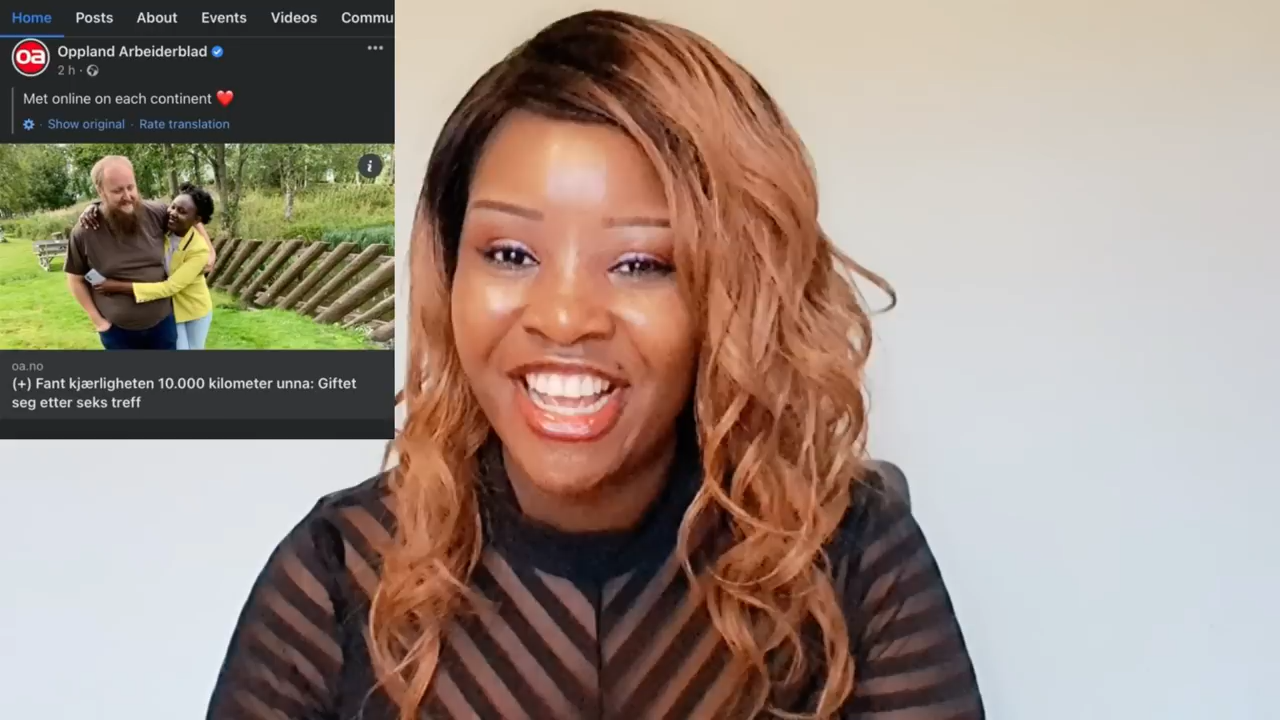 Home Posts About Events Videos Commu
oa Oppland Arbeiderblad
2 h ·
Met online on each continent ❤️
· Show original · Rate translation
i
oa.no
(+) Fant kjærligheten 10.000 kilometer unna: Giftet
seg etter seks treff